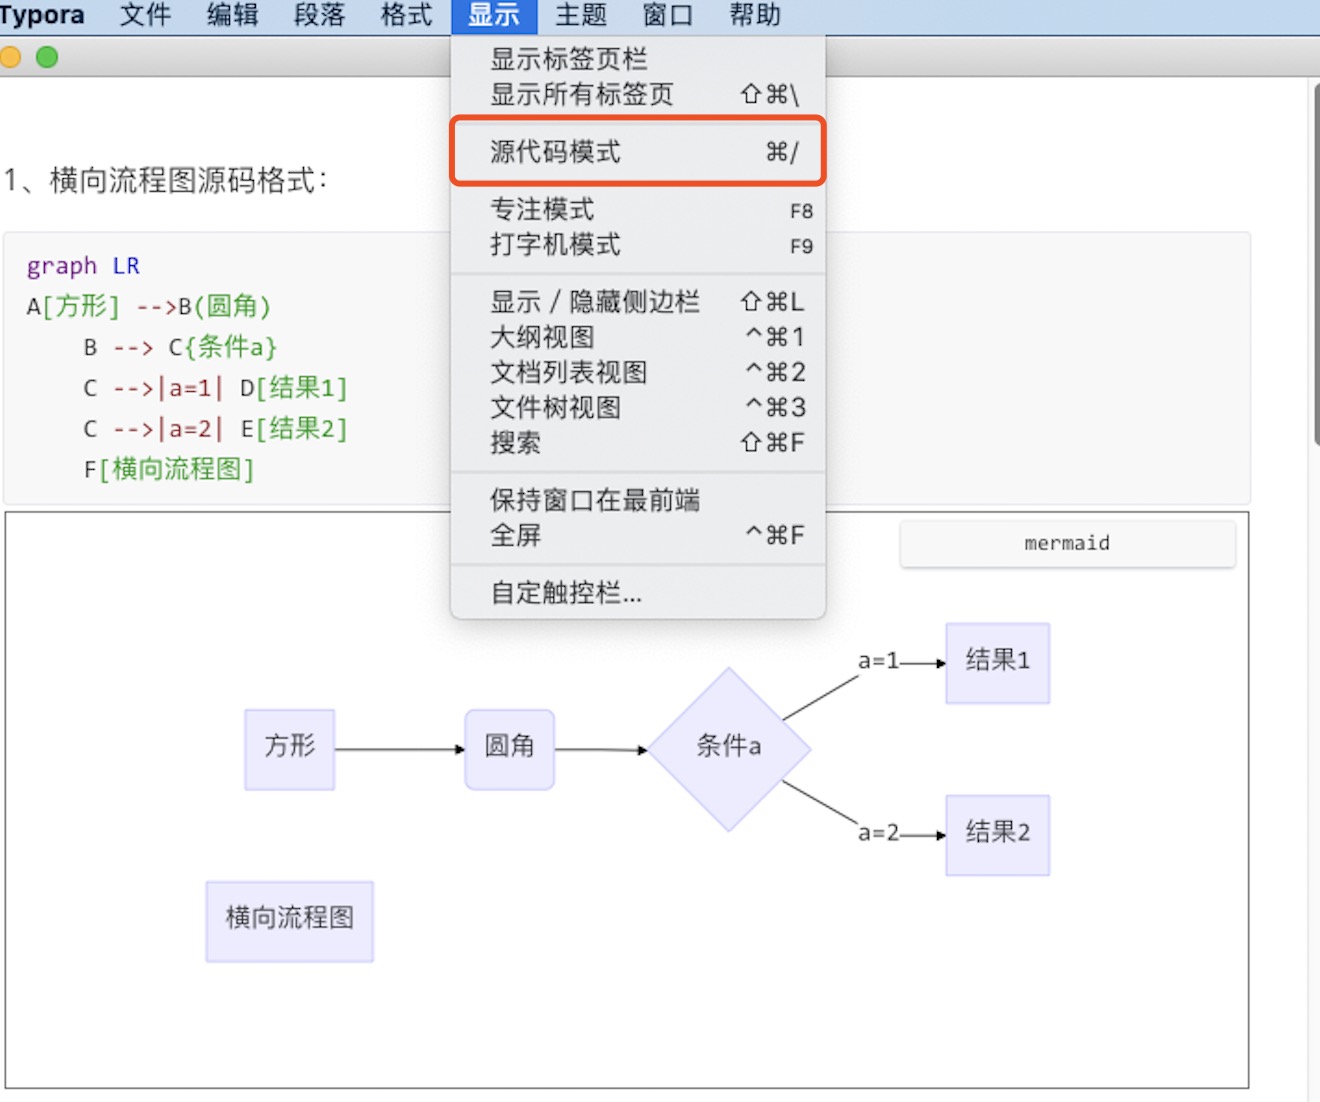 Typora 文件 编辑 段落 格式 显示 主题 窗口 帮助
显示标签页栏
显示所有标签页 ⇧⌘\
源代码模式 ⌘/
专注模式 F8
打字机模式 F9
显示 / 隐藏侧边栏 ⇧⌘L
大纲视图 ^⌘1
文档列表视图 ^⌘2
文件树视图 ^⌘3
搜索 ⇧⌘F
保持窗口在最前端
全屏 ^⌘F
自定触控栏...
1、横向流程图源码格式：
graph LR
A[方形] -->B(圆角)
B --> C{条件a}
C -->|a=1| D[结果1]
C -->|a=2| E[结果2]
F[横向流程图]
mermaid
方形
圆角
条件a
a=1
结果1
a=2
结果2
横向流程图